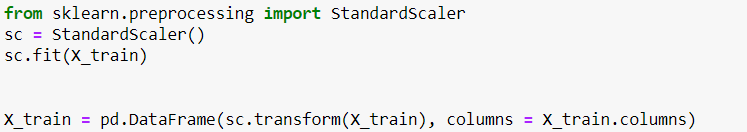 from sklearn.preprocessing import StandardScaler
sc = StandardScaler()
sc.fit(X_train)
X_train = pd.DataFrame(sc.transform(X_train), columns = X_train.columns)